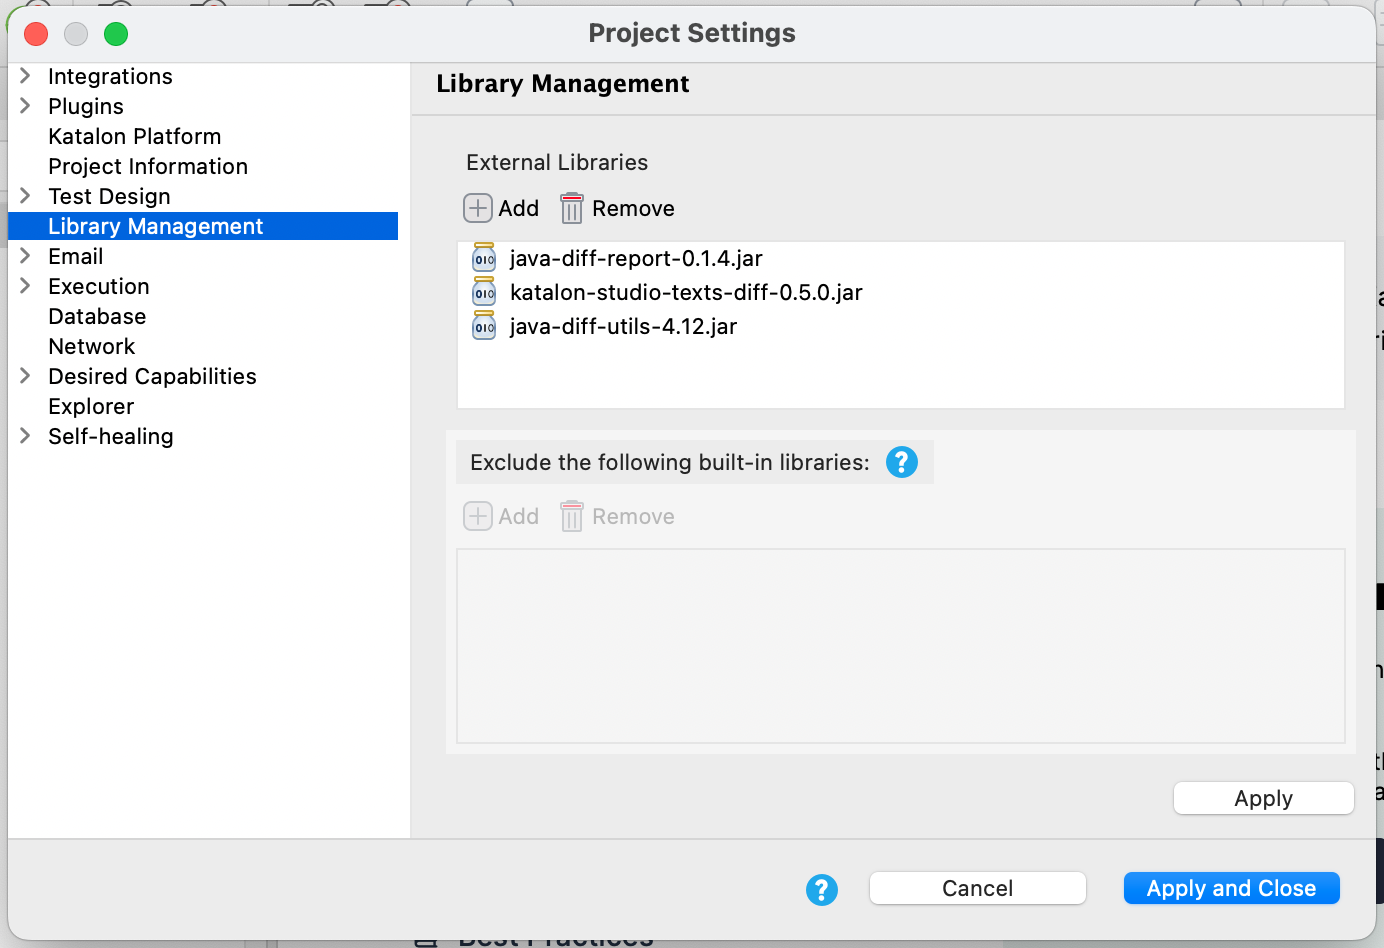 Project Settings
Integrations
Plugins
Katalon Platform
Project Information
Test Design
Library Management
Email
Execution
Database
Network
Desired Capabilities
Explorer
Self-healing
Library Management
External Libraries
Add Remove
java-diff-report-0.1.4.jar
katalon-studio-texts-diff-0.5.0.jar
java-diff-utils-4.12.jar
Exclude the following built-in libraries: ?
Add Remove
Apply
? Cancel Apply and Close
Best Practices